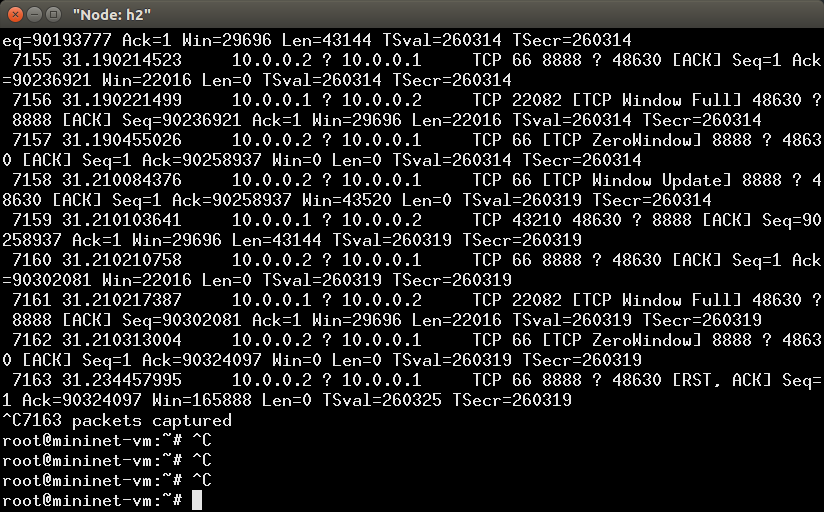 "Node: h2"
eq=90193777 Ack=1 Win=29696 Len=43144 TSval=260314 TSecr=260314
7155 31.190214523 10.0.0.2 ? 10.0.0.1 TCP 66 8888 ? 48630 [ACK] Seq=1 Ack
=90236921 Win=22016 Len=0 TSval=260314 TSecr=260314
7156 31.190221499 10.0.0.1 ? 10.0.0.2 TCP 22082 [TCP Window Full] 48630 ?
8888 [ACK] Seq=90236921 Ack=1 Win=29696 Len=22016 TSval=260314 TSecr=260314
7157 31.190455026 10.0.0.2 ? 10.0.0.1 TCP 66 [TCP ZeroWindow] 8888 ? 4863
0 [ACK] Seq=1 Ack=90258937 Win=0 Len=0 TSval=260314 TSecr=260314
7158 31.210084376 10.0.0.2 ? 10.0.0.1 TCP 66 [TCP Window Update] 8888 ? 4
8630 [ACK] Seq=1 Ack=90258937 Win=43520 Len=0 TSval=260319 TSecr=260314
7159 31.210103641 10.0.0.1 ? 10.0.0.2 TCP 43210 48630 ? 8888 [ACK] Seq=90
258937 Ack=1 Win=29696 Len=43144 TSval=260319 TSecr=260319
7160 31.210210758 10.0.0.2 ? 10.0.0.1 TCP 66 8888 ? 48630 [ACK] Seq=1 Ack
=90302081 Win=22016 Len=0 TSval=260319 TSecr=260319
7161 31.210217387 10.0.0.1 ? 10.0.0.2 TCP 22082 [TCP Window Full] 48630 ?
8888 [ACK] Seq=90302081 Ack=1 Win=29696 Len=22016 TSval=260319 TSecr=260319
7162 31.210313004 10.0.0.2 ? 10.0.0.1 TCP 66 [TCP ZeroWindow] 8888 ? 4863
0 [ACK] Seq=1 Ack=90324097 Win=0 Len=0 TSval=260319 TSecr=260319
7163 31.234457995 10.0.0.2 ? 10.0.0.1 TCP 66 8888 ? 48630 [RST, ACK] Seq=
1 Ack=90324097 Win=165888 Len=0 TSval=260325 TSecr=260319
^C7163 packets captured
root@mininet-vm:~# ^C
root@mininet-vm:~# ^C
root@mininet-vm:~# ^C
root@mininet-vm:~#